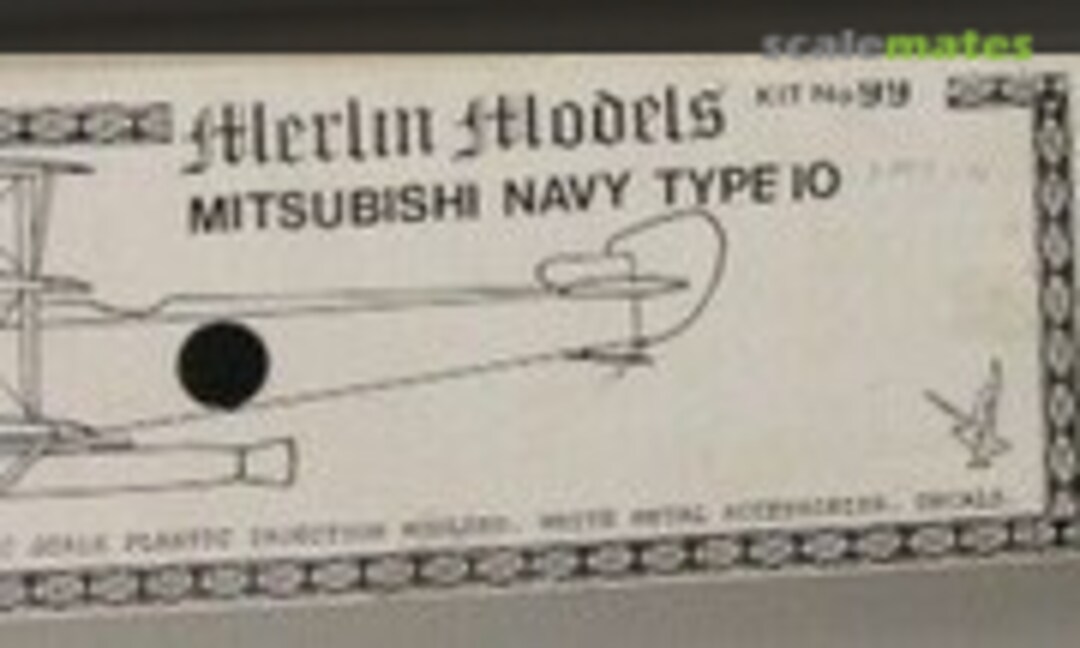 scalemates
Merlin Models KIT No 99
MITSUBISHI NAVY TYPE 10
SCALE PLASTIC INJECTION MOULDED. WHITE METAL ACCESSORIES. DECALS